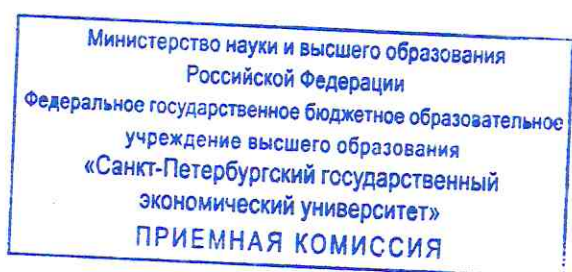 Министерство науки и высшего образования
Российской Федерации
Федеральное государственное бюджетное образовательное
учреждение высшего образования
«Санкт-Петербургский государственный
экономический университет»
ПРИЕМНАЯ КОМИССИЯ